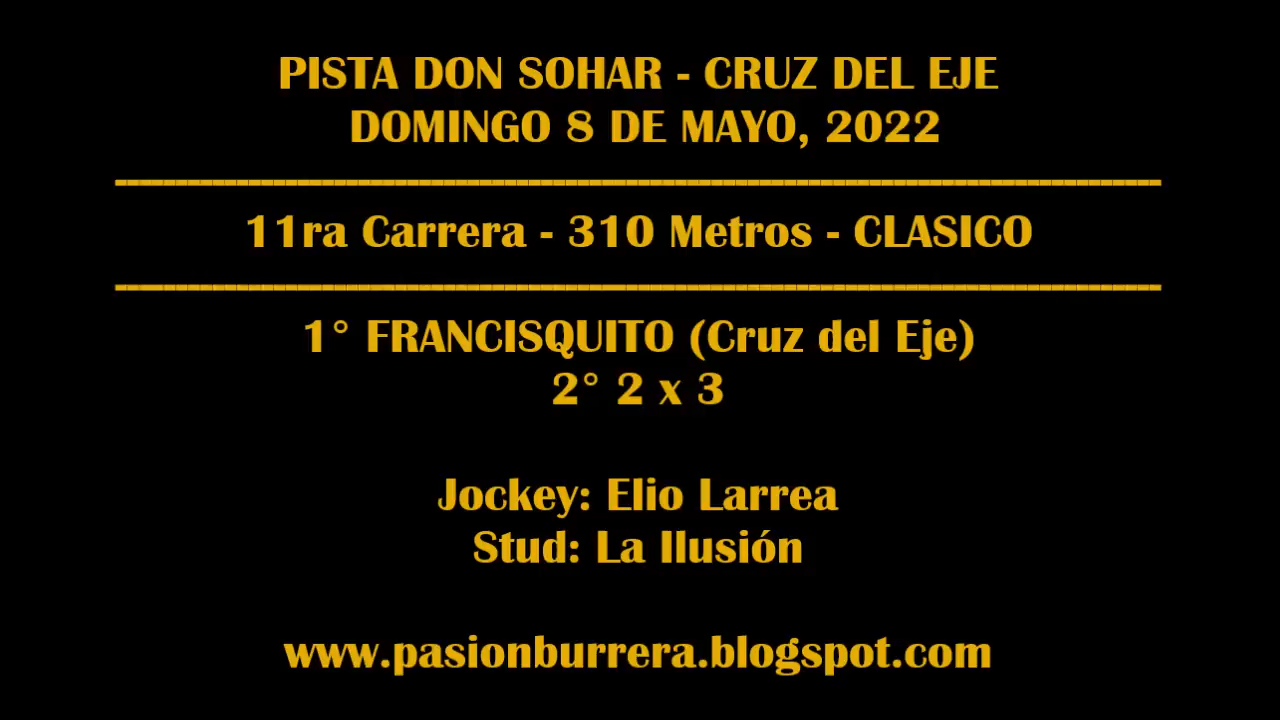 PISTA DON SOHAR - CRUZ DEL EJE
DOMINGO 8 DE MAYO, 2022
11ra Carrera - 310 Metros - CLASICO
1° FRANCISQUITO (Cruz del Eje)
2° 2 x 3
Jockey: Elio Larrea
Stud: La Ilusión
www.pasionburrera.blogspot.com